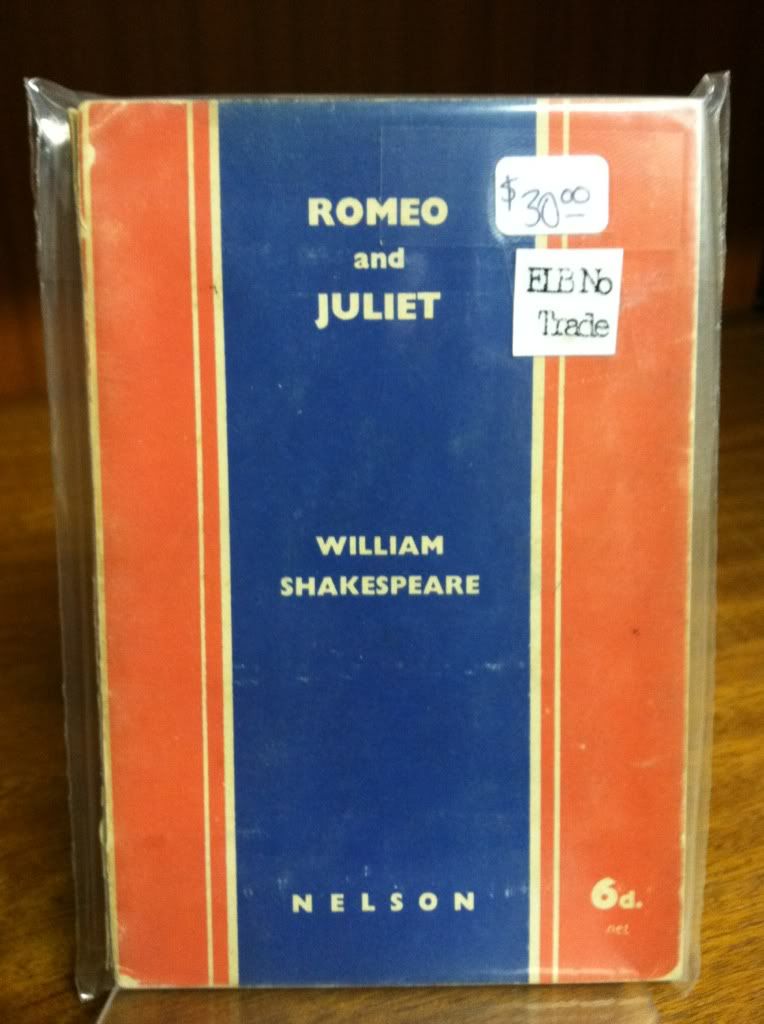 ROMEO
and
JULIET
$30.00
ELB No
Trade
WILLIAM
SHAKESPEARE
NELSON
6d.
net